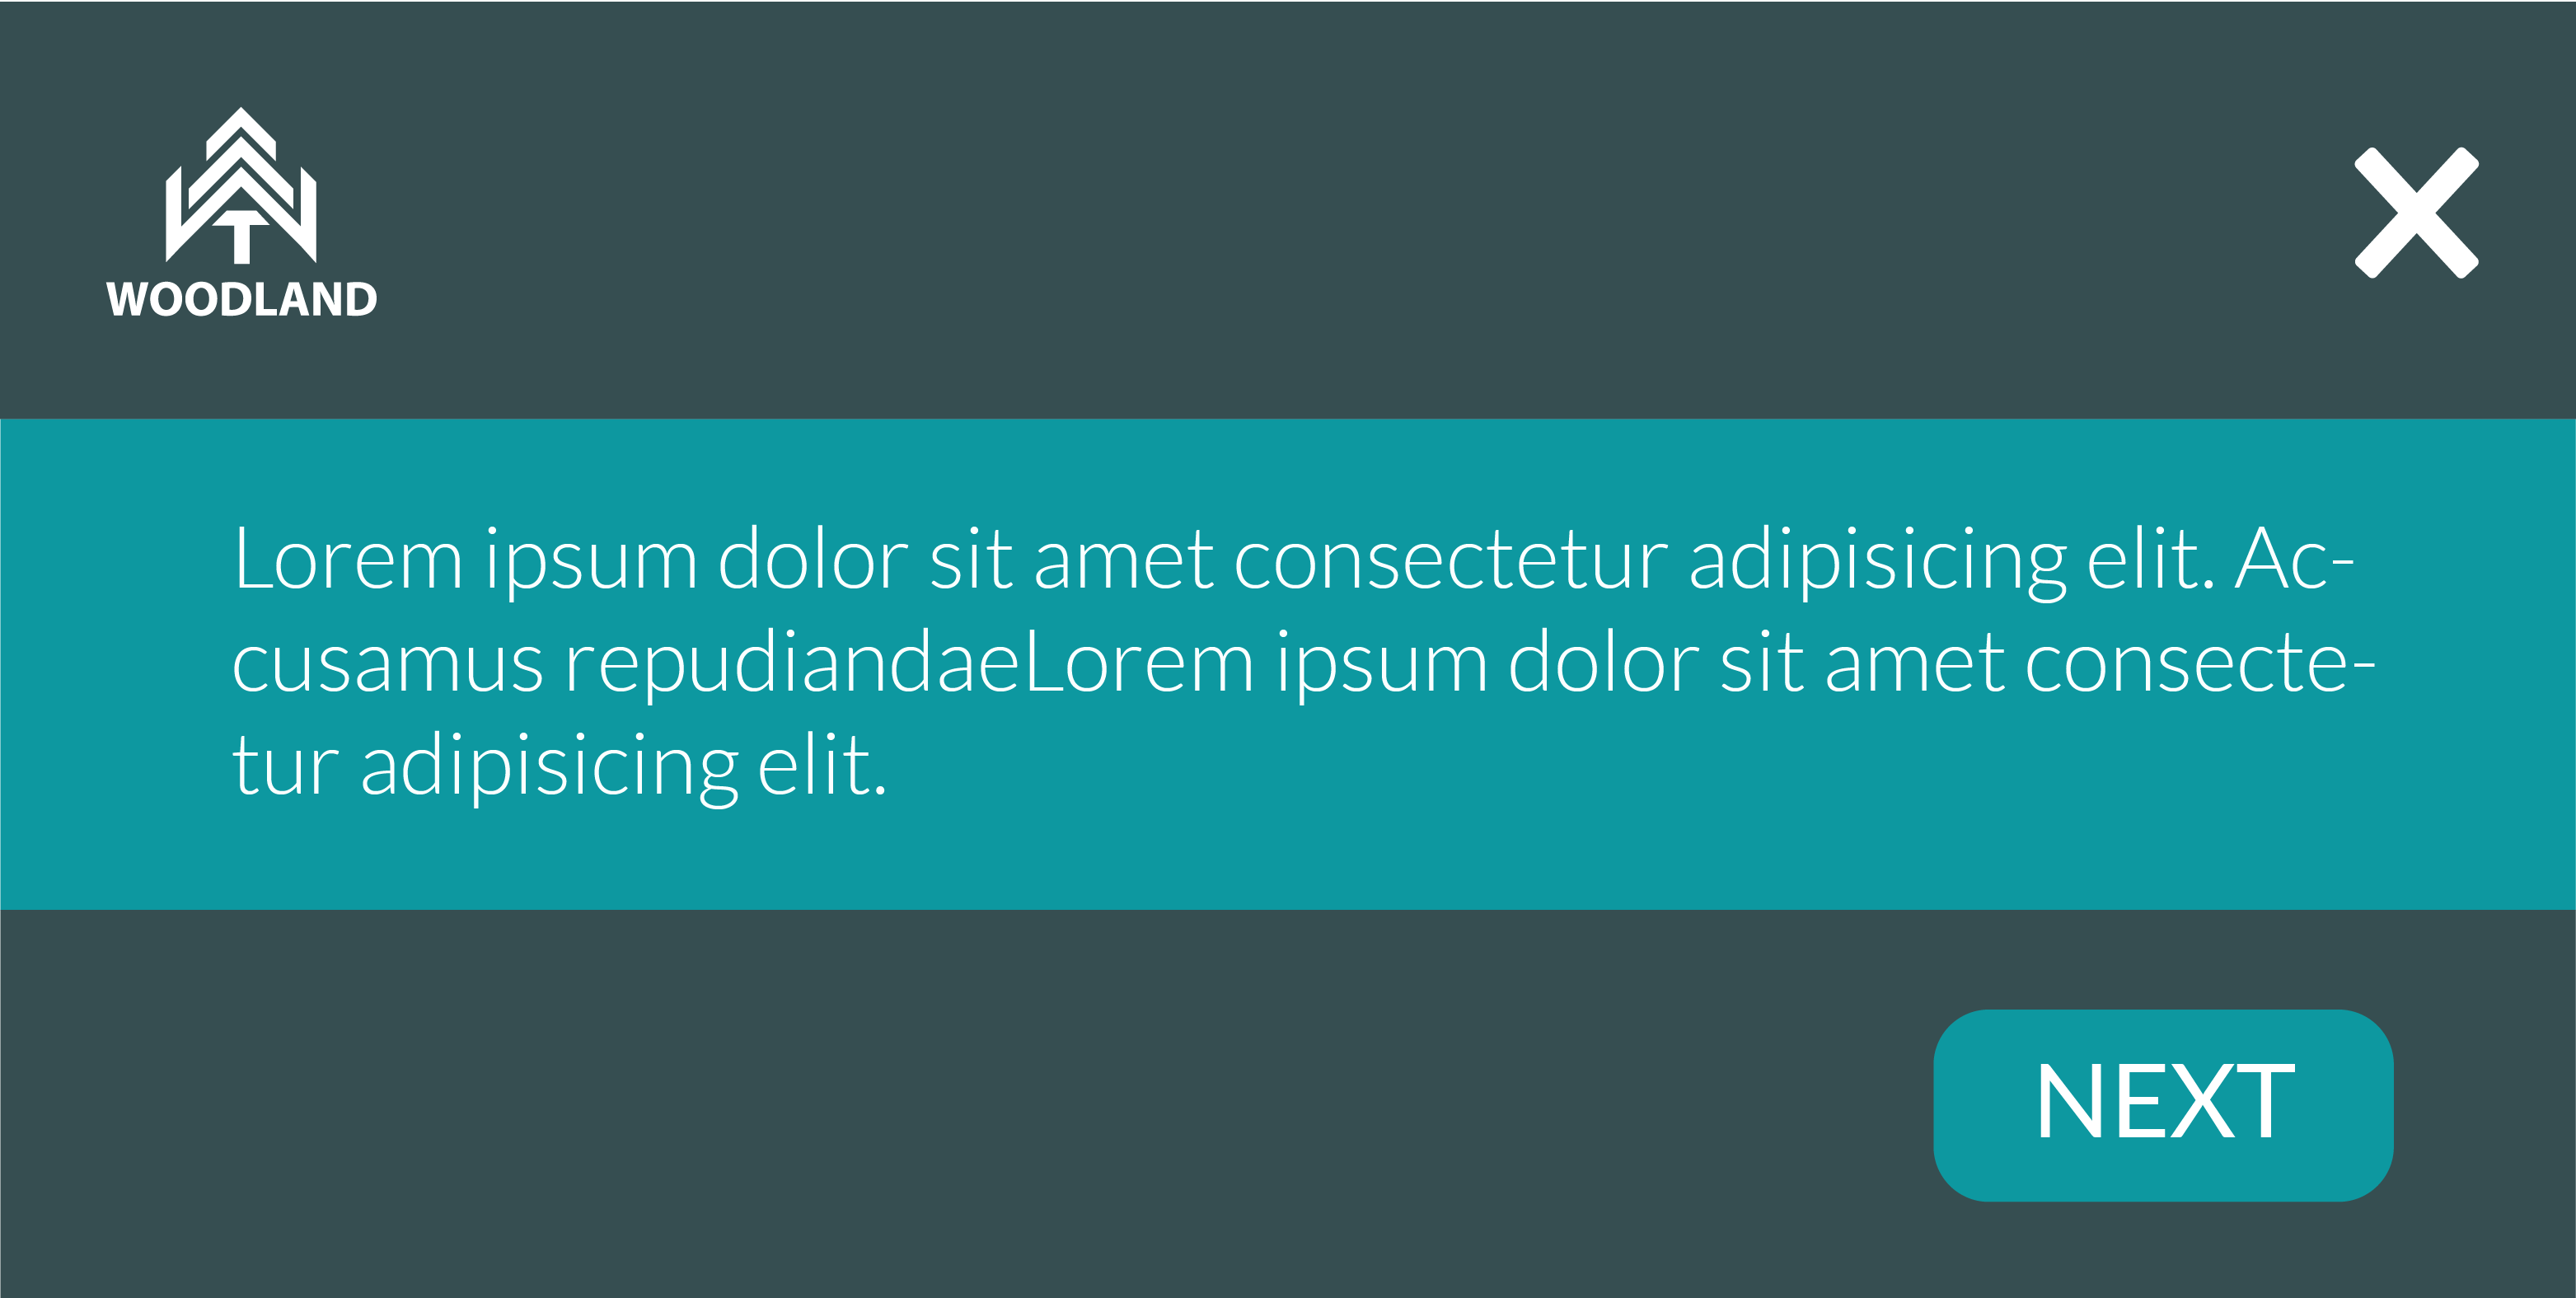 WOODLAND
Lorem ipsum dolor sit amet consectetur adipisicing elit. Ac-
cusamus repudiandaeLorem ipsum dolor sit amet consecte-
tur adipisicing elit.
NEXT